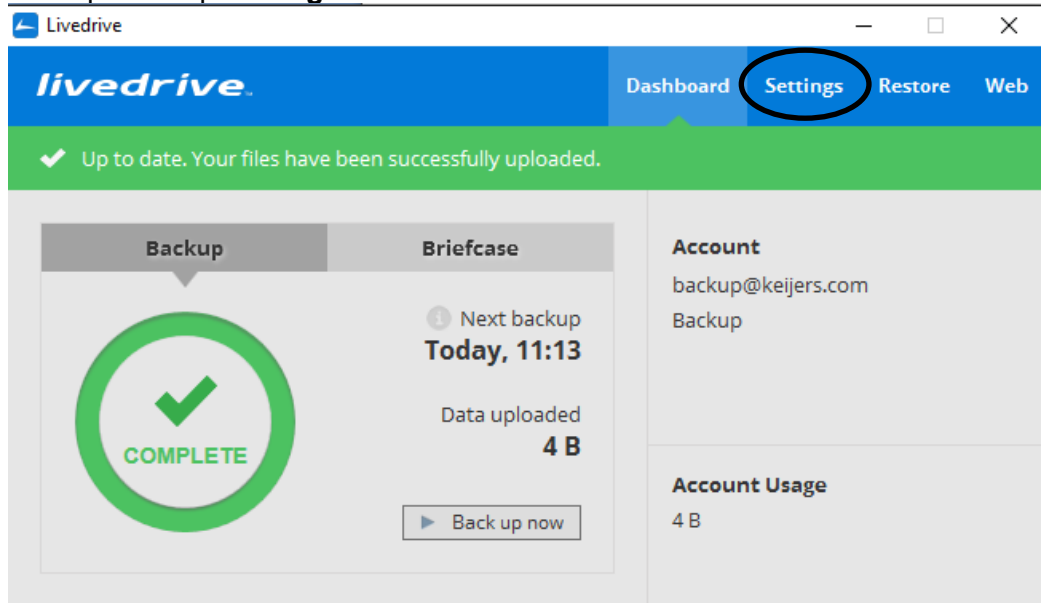 Livedrive
livedrive
Dashboard Settings Restore Web
Up to date. Your files have been successfully uploaded.
Backup Briefcase
Next backup
Today, 11:13
Data uploaded
4 B
COMPLETE
Back up now
Account
backup@keijers.com
Backup
Account Usage
4 B